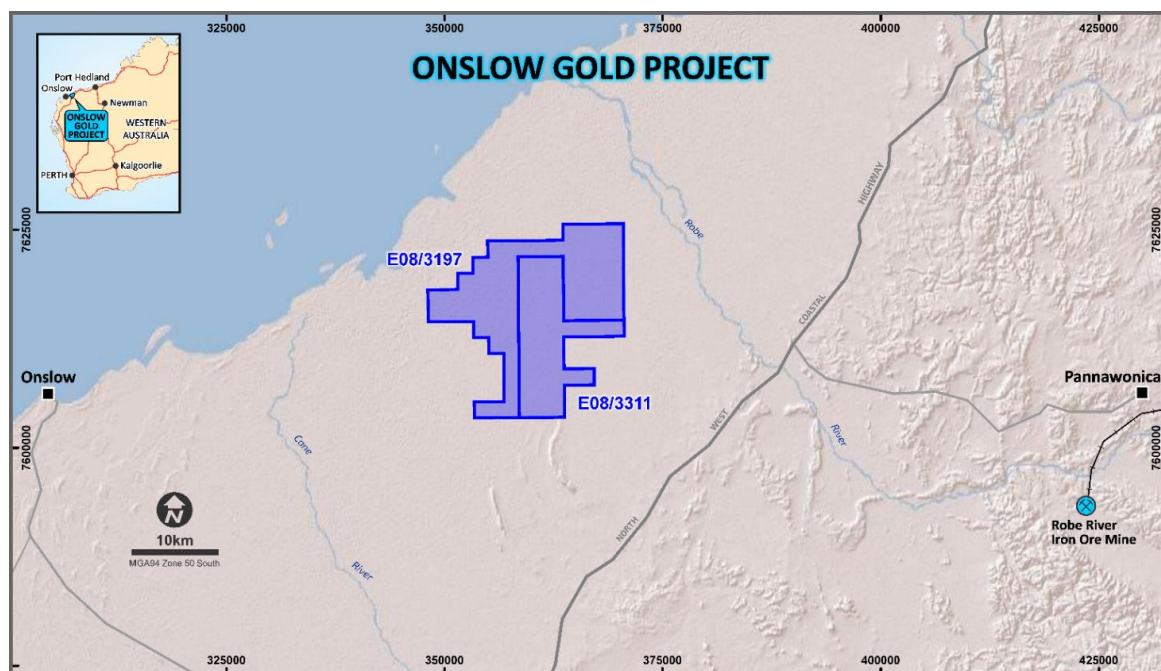 325000
350000
375000
400000
425000
ONSLOW GOLD PROJECT
Port Hedland
Onslow
Newman
ONSLOW
GOLD
PROJECT
WESTERN
AUSTRALIA
Kalgoorlie
PERTH
7625000
7625000
HIGHWAY
Robe
E08/3197
COASTAL
Onslow
Pannawonica
E08/3311
WEST
River
Cane
7600000
7600000
N
10km
MGA94 Zone 50 South
NORTH
Robe River
Iron Ore Mine
River
325000
350000
375000
400000
425000